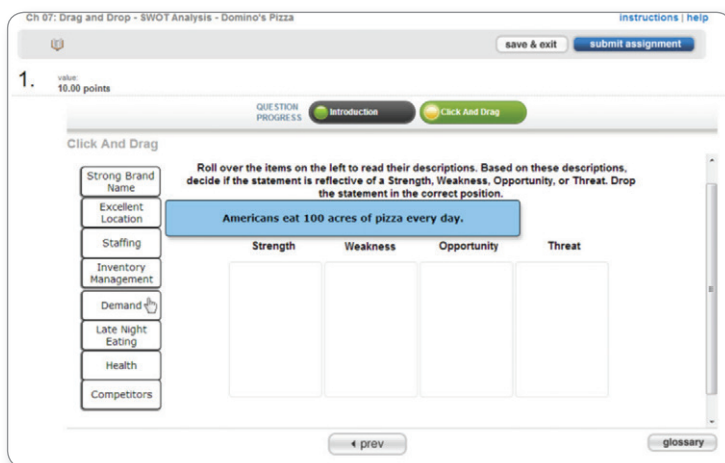 Ch 07: Drag and Drop - SWOT Analysis - Domino's Pizza
instructions | help
save & exit
submit assignment
1.
value:
10.00 points
QUESTION
PROGRESS
Introduction
Click And Drag
Click And Drag
Roll over the items on the left to read their descriptions. Based on these descriptions,
decide if the statement is reflective of a Strength, Weakness, Opportunity, or Threat. Drop
the statement in the correct position.
Strong Brand
Name
Excellent
Location
Staffing
Inventory
Management
Demand
Late Night
Eating
Health
Competitors
Americans eat 100 acres of pizza every day.
Strength
Weakness
Opportunity
Threat
prev
glossary